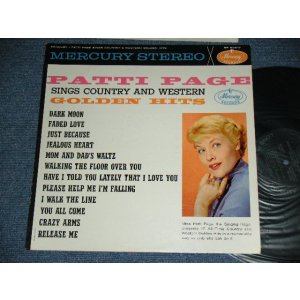 MERCURY STEREO
Mercury
PATTI PAGE
SINGS COUNTRY AND WESTERN
GOLDEN HITS
DARK MOON
FADED LOVE
JUST BECAUSE
JEALOUS HEART
MOM AND DAD'S WALTZ
WALKING THE FLOOR OVER YOU
HAVE I TOLD YOU LATELY THAT I LOVE YOU
PLEASE HELP ME I'M FALLING
I WALK THE LINE
YOU ALL COME
CRAZY ARMS
RELEASE ME